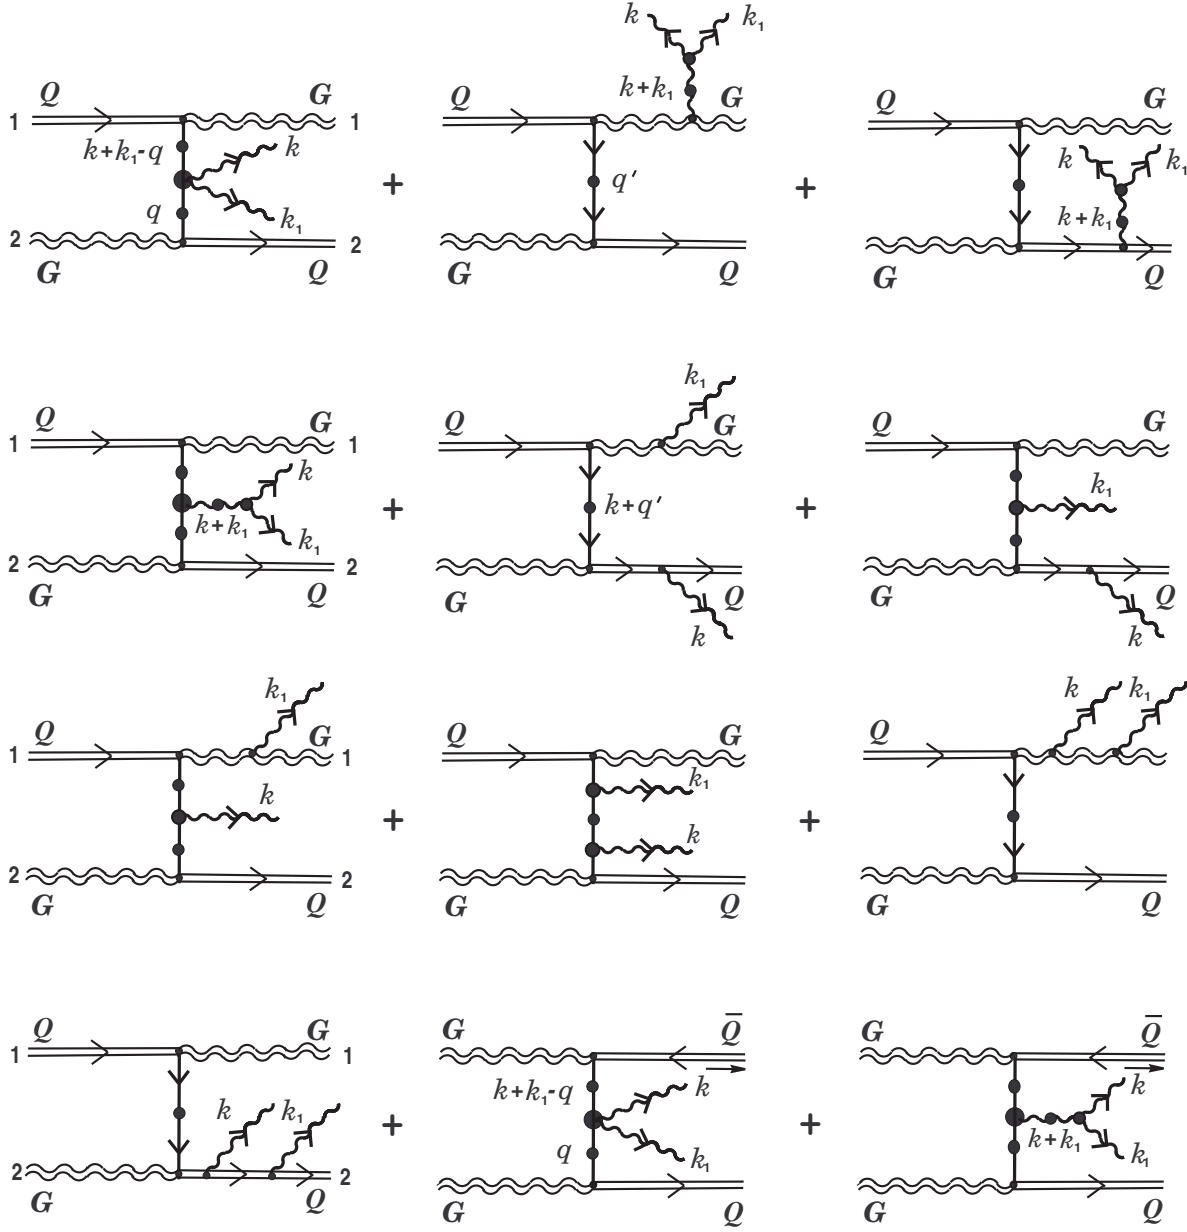 k k₁
Q G Q k+k₁ G Q G
1 1
k+k₁-q k k k₁
+ q′ +
q k₁ k+k₁
2 2
G Q G Q G Q
k₁
Q G Q G Q G
1 1
k k₁
k+k₁ + k+q′ +
k₁
2 2
G Q G Q G Q
k k
k₁ k k₁
Q G Q G Q
1 1
k k₁
+ +
k
2 2
G Q G Q G Q
Q G G Q̄ G Q̄
1 1
k k₁ k+k₁-q k k
+ +
q k₁ k+k₁ k₁
2 2
G Q G Q G Q